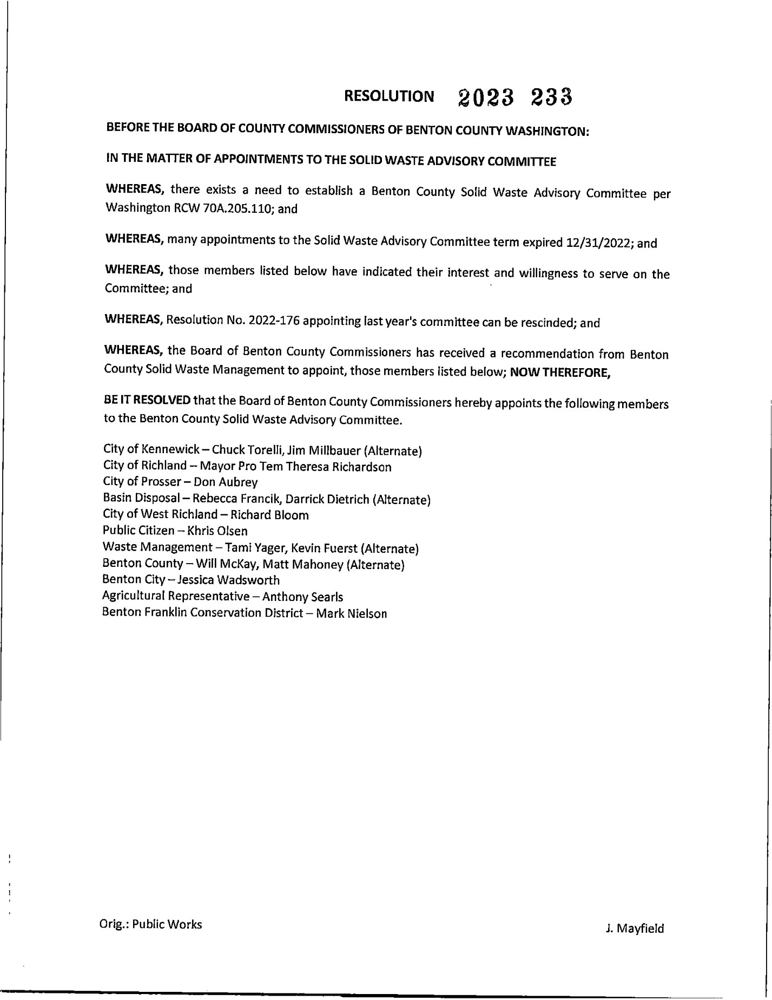 RESOLUTION 2023 233
BEFORE THE BOARD OF COUNTY COMMISSIONERS OF BENTON COUNTY WASHINGTON:
IN THE MATTER OF APPOINTMENTS TO THE SOLID WASTE ADVISORY COMMITTEE
WHEREAS, there exists a need to establish a Benton County Solid Waste Advisory Committee per
Washington RCW 70A.205.110; and
WHEREAS, many appointments to the Solid Waste Advisory Committee term expired 12/31/2022; and
WHEREAS, those members listed below have indicated their interest and willingness to serve on the
Committee; and
WHEREAS, Resolution No. 2022-176 appointing last year's committee can be rescinded; and
WHEREAS, the Board of Benton County Commissioners has received a recommendation from Benton
County Solid Waste Management to appoint, those members listed below; NOW THEREFORE,
BE IT RESOLVED that the Board of Benton County Commissioners hereby appoints the following members
to the Benton County Solid Waste Advisory Committee.
City of Kennewick – Chuck Torelli, Jim Millbauer (Alternate)
City of Richland – Mayor Pro Tem Theresa Richardson
City of Prosser – Don Aubrey
Basin Disposal – Rebecca Francik, Darrick Dietrich (Alternate)
City of West Richland – Richard Bloom
Public Citizen – Khris Olsen
Waste Management – Tami Yager, Kevin Fuerst (Alternate)
Benton County – Will McKay, Matt Mahoney (Alternate)
Benton City – Jessica Wadsworth
Agricultural Representative – Anthony Searls
Benton Franklin Conservation District – Mark Nielson
Orig.: Public Works
J. Mayfield